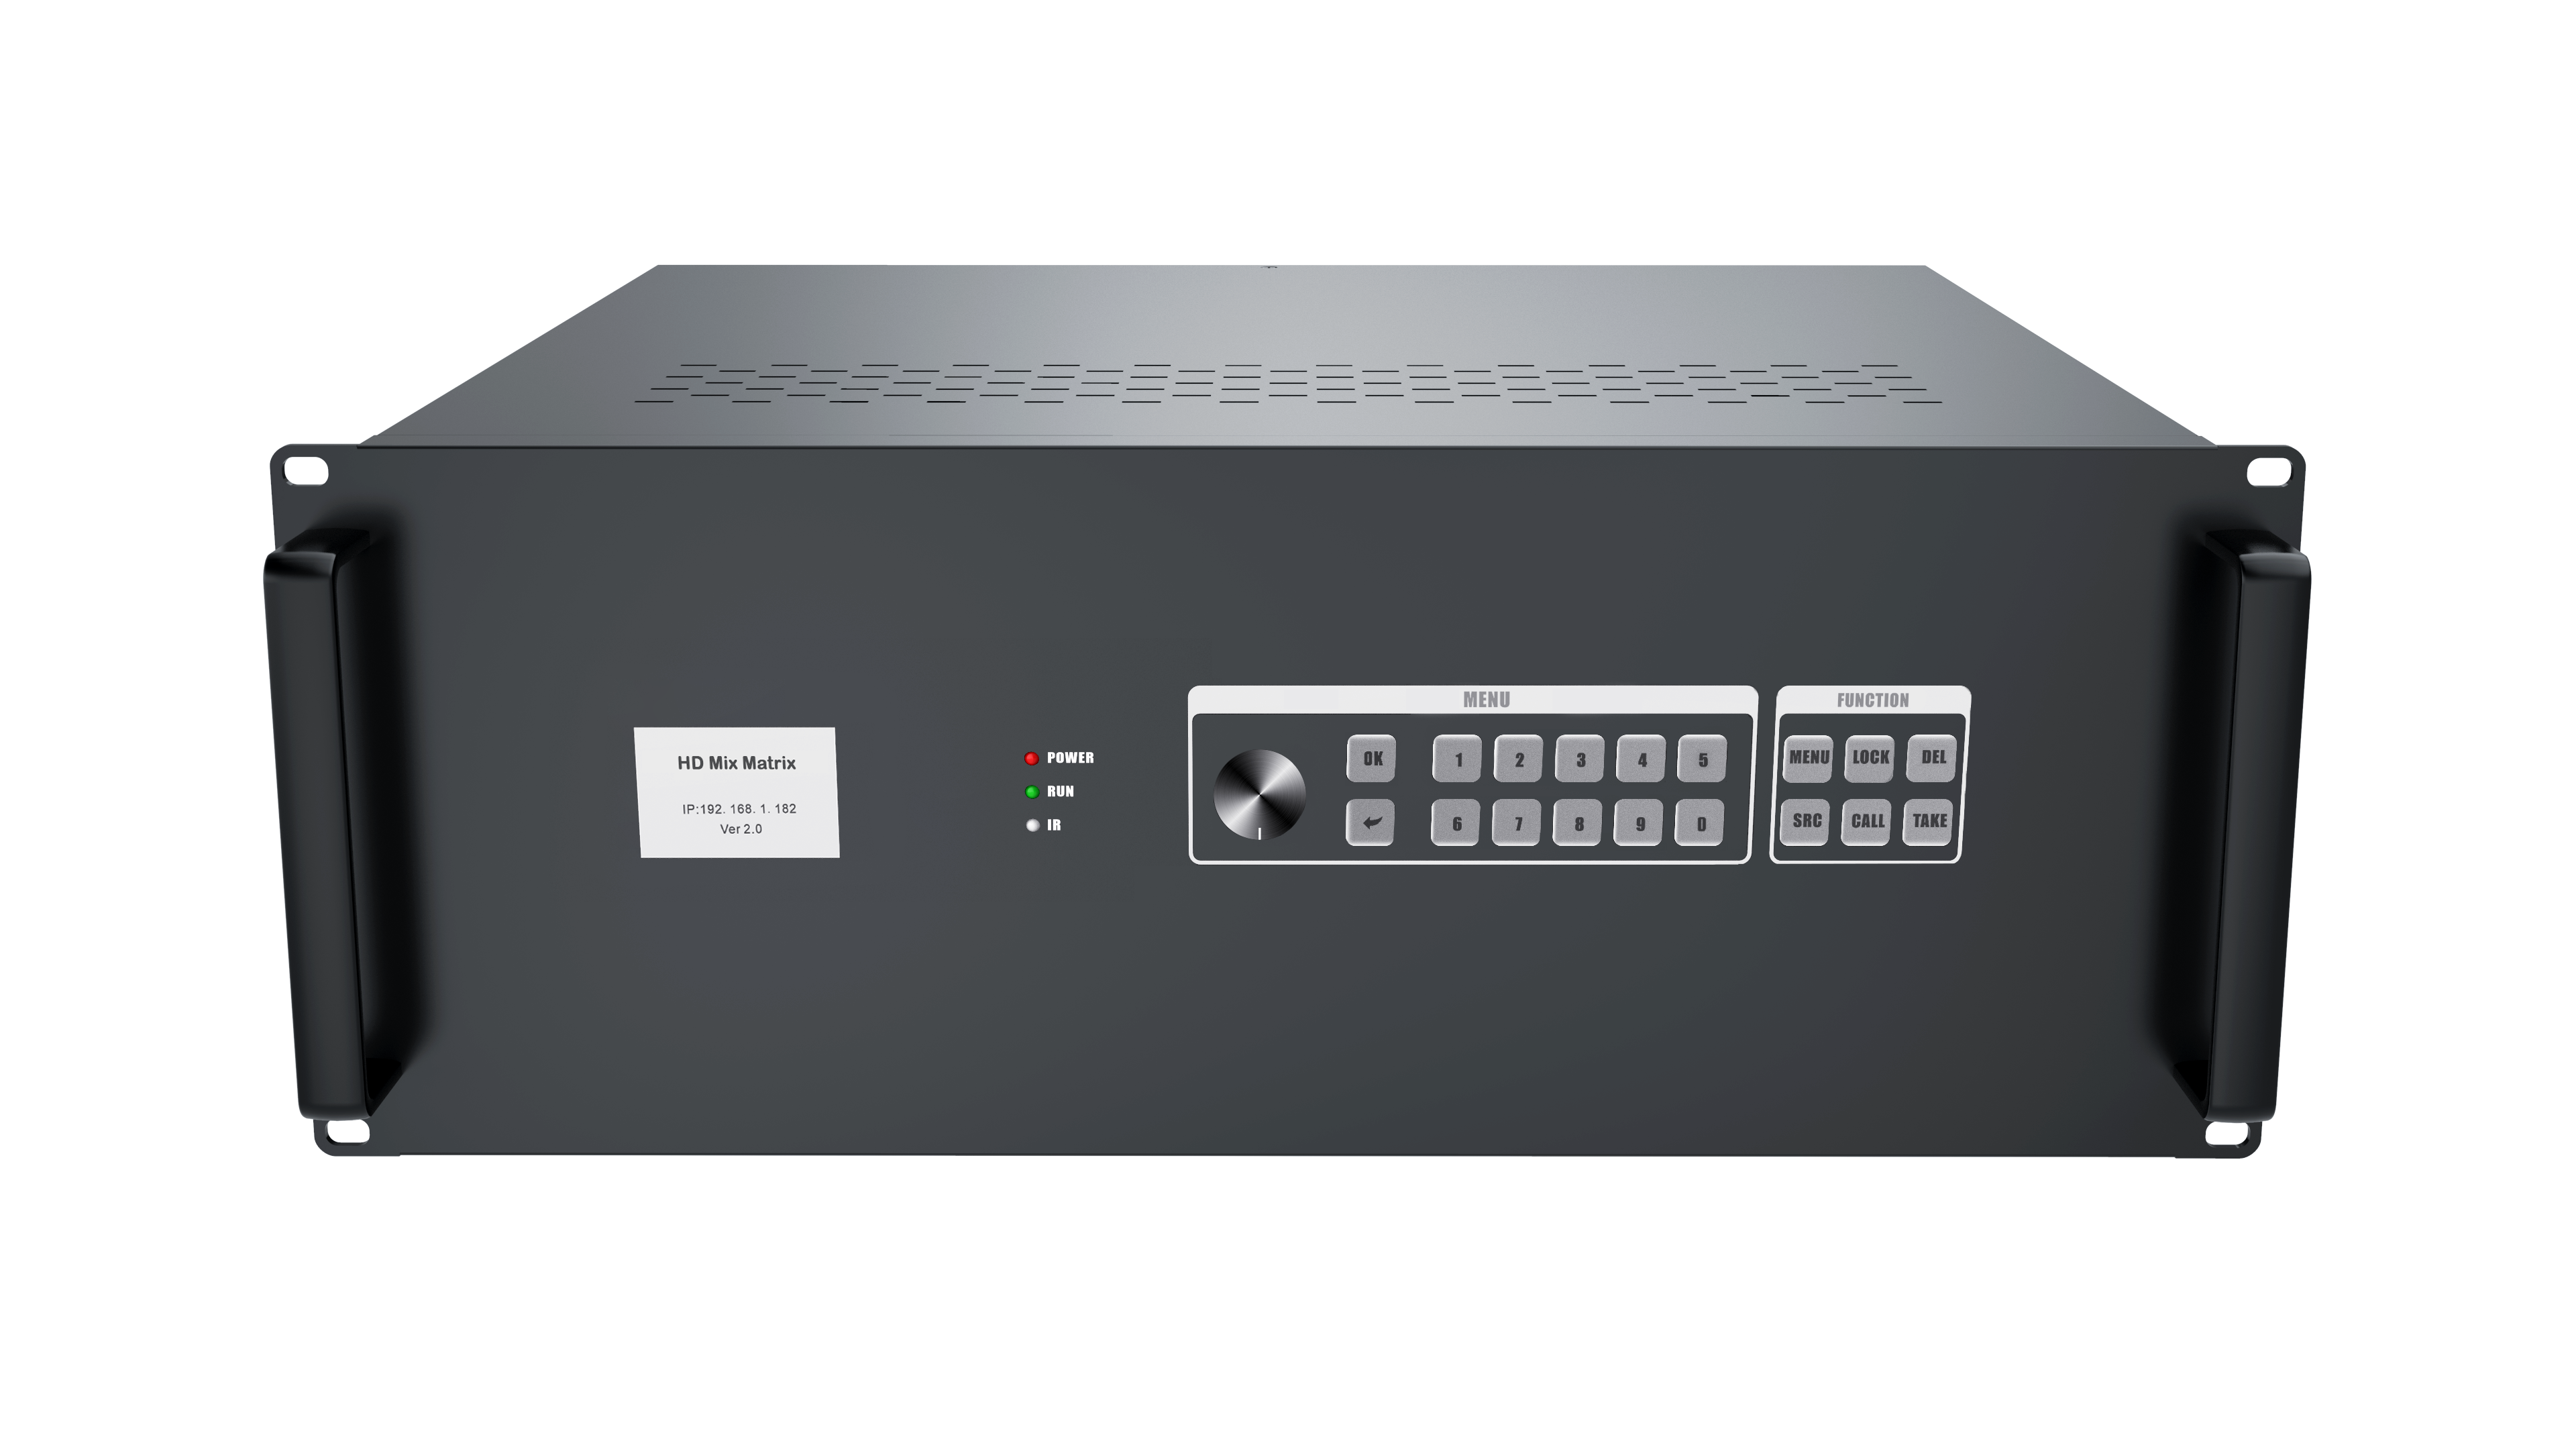 HD Mix Matrix
IP:192. 168. 1. 182
Ver 2.0
POWER
RUN
IR
MENU
OK 1 2 3 4 5
6 7 8 9 0
FUNCTION
MENU LOCK DEL
SRC CALL TAKE